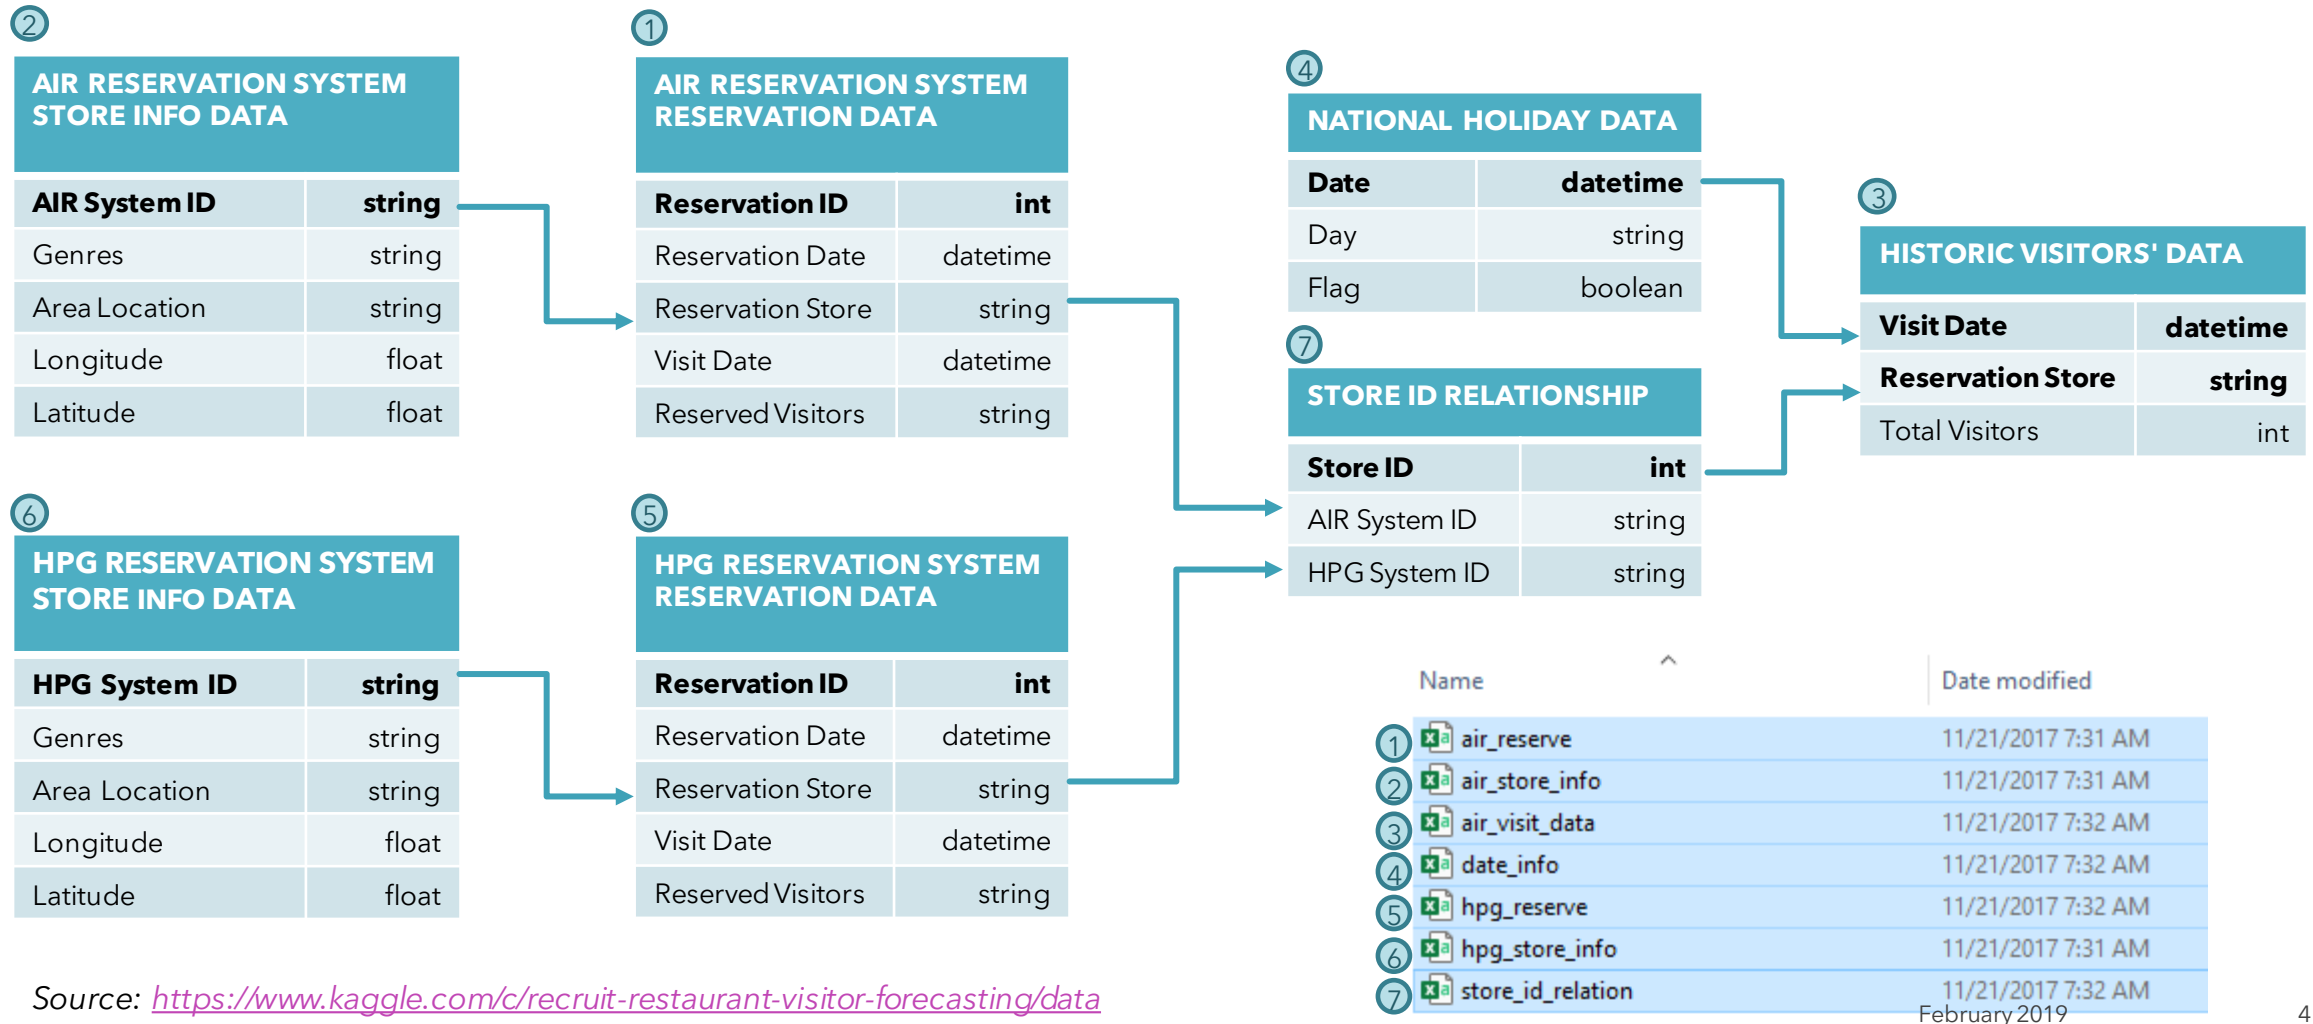 2
AIR RESERVATION SYSTEM
STORE INFO DATA
AIR System ID string
Genres string
Area Location string
Longitude float
Latitude float
1
AIR RESERVATION SYSTEM
RESERVATION DATA
Reservation ID int
Reservation Date datetime
Reservation Store string
Visit Date datetime
Reserved Visitors string
4
NATIONAL HOLIDAY DATA
Date datetime
Day string
Flag boolean
3
HISTORIC VISITORS' DATA
Visit Date datetime
Reservation Store string
Total Visitors int
7
STORE ID RELATIONSHIP
Store ID int
AIR System ID string
HPG System ID string
6
HPG RESERVATION SYSTEM
STORE INFO DATA
HPG System ID string
Genres string
Area Location string
Longitude float
Latitude float
5
HPG RESERVATION SYSTEM
RESERVATION DATA
Reservation ID int
Reservation Date datetime
Reservation Store string
Visit Date datetime
Reserved Visitors string
Name Date modified
1 air_reserve 11/21/2017 7:31 AM
2 air_store_info 11/21/2017 7:31 AM
3 air_visit_data 11/21/2017 7:32 AM
4 date_info 11/21/2017 7:32 AM
5 hpg_reserve 11/21/2017 7:32 AM
6 hpg_store_info 11/21/2017 7:31 AM
7 store_id_relation 11/21/2017 7:32 AM
Source: https://www.kaggle.com/c/recruit-restaurant-visitor-forecasting/data
February 2019
4